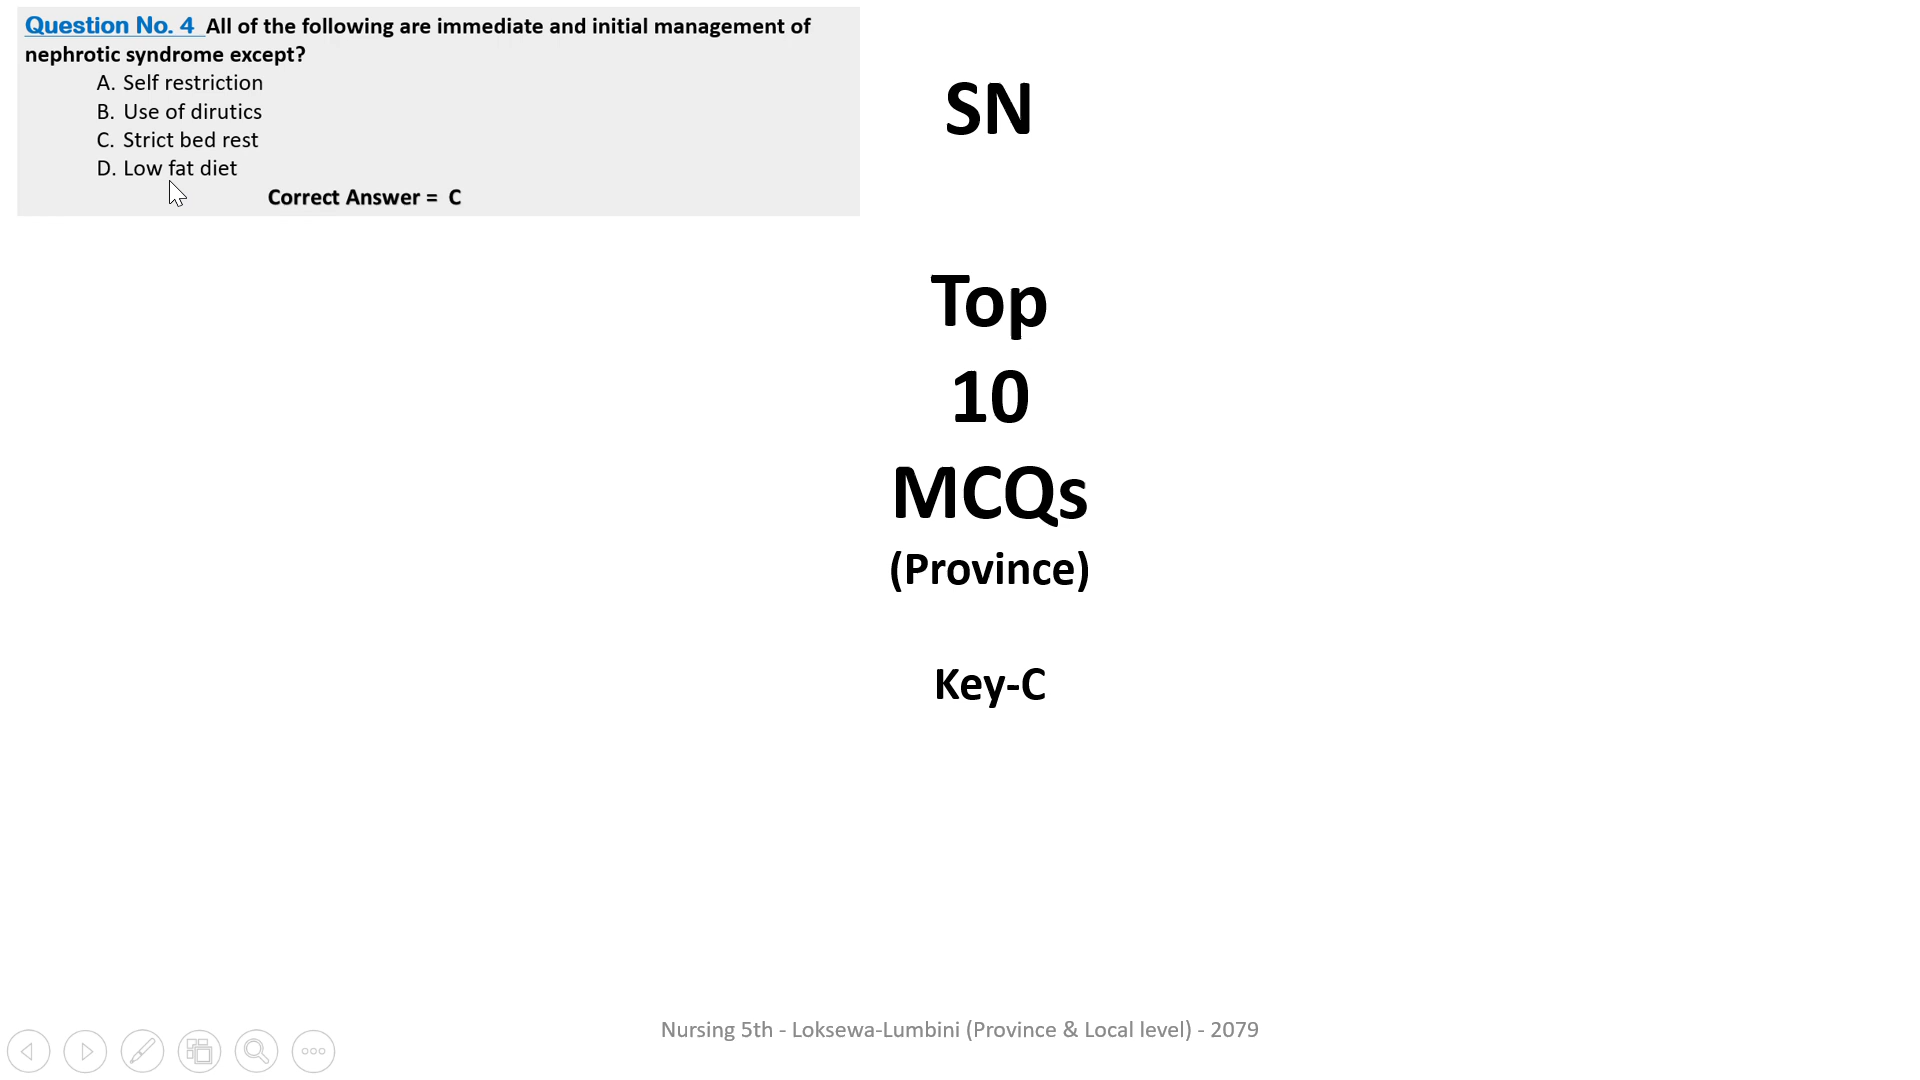 Question No. 4 All of the following are immediate and initial management of
nephrotic syndrome except?
A. Self restriction
B. Use of dirutics
C. Strict bed rest
D. Low fat diet
Correct Answer = C
SN
Top
10
MCQs
(Province)
Key-C
Nursing 5th - Loksewa-Lumbini (Province & Local level) - 2079